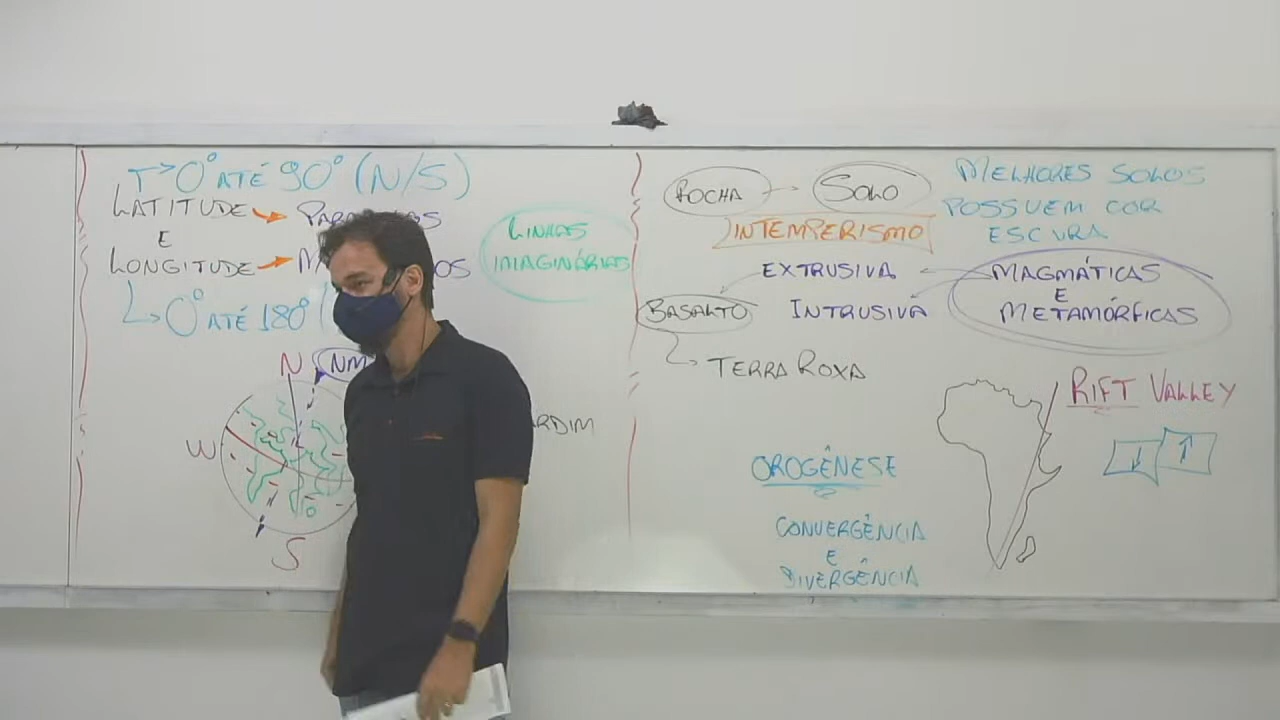 0° ATÉ 90° (N/S)
LATITUDE
E
LONGITUDE
0° ATÉ 180°
LINHAS
IMAGINÁRIAS
N
NM
W
S
ROCHA
SOLO
INTEMPERISMO
MELHORES SOLOS
POSSUEM COR
ESCURA
EXTRUSIVA
MAGMÁTICAS
E
METAMÓRFICAS
BASALTO
INTRUSIVA
TERRA ROXA
RIFT VALLEY
OROGÊNESE
CONVERGÊNCIA
E
DIVERGÊNCIA